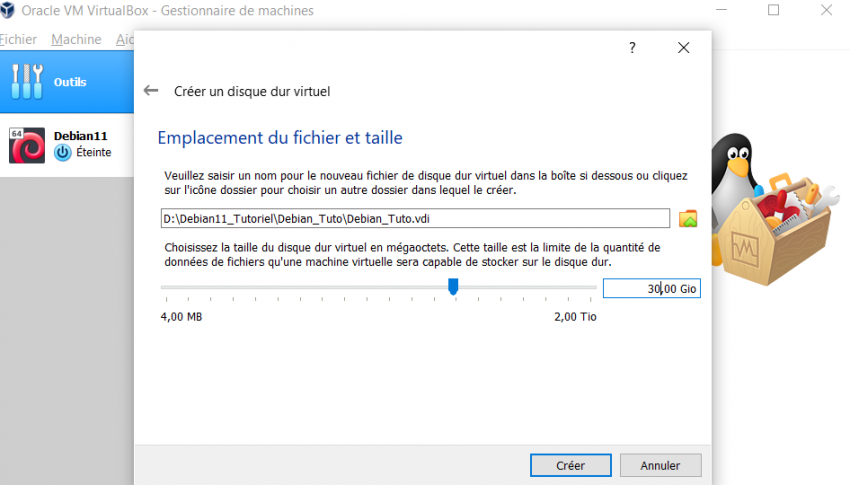 Oracle VM VirtualBox - Gestionnaire de machines
Fichier Machine Aid
?
Outils
Créer un disque dur virtuel
64
Debian11
Éteinte
Emplacement du fichier et taille
Veuillez saisir un nom pour le nouveau fichier de disque dur virtuel dans la boîte si dessous ou cliquez
sur l'icône dossier pour choisir un autre dossier dans lequel le créer.
D:\Debian11_Tutoriel\Debian_Tuto\Debian_Tuto.vdi
Choisissez la taille du disque dur virtuel en mégaoctets. Cette taille est la limite de la quantité de
données de fichiers qu'une machine virtuelle sera capable de stocker sur le disque dur.
30,00 Gio
4,00 MB
2,00 Tio
Créer
Annuler